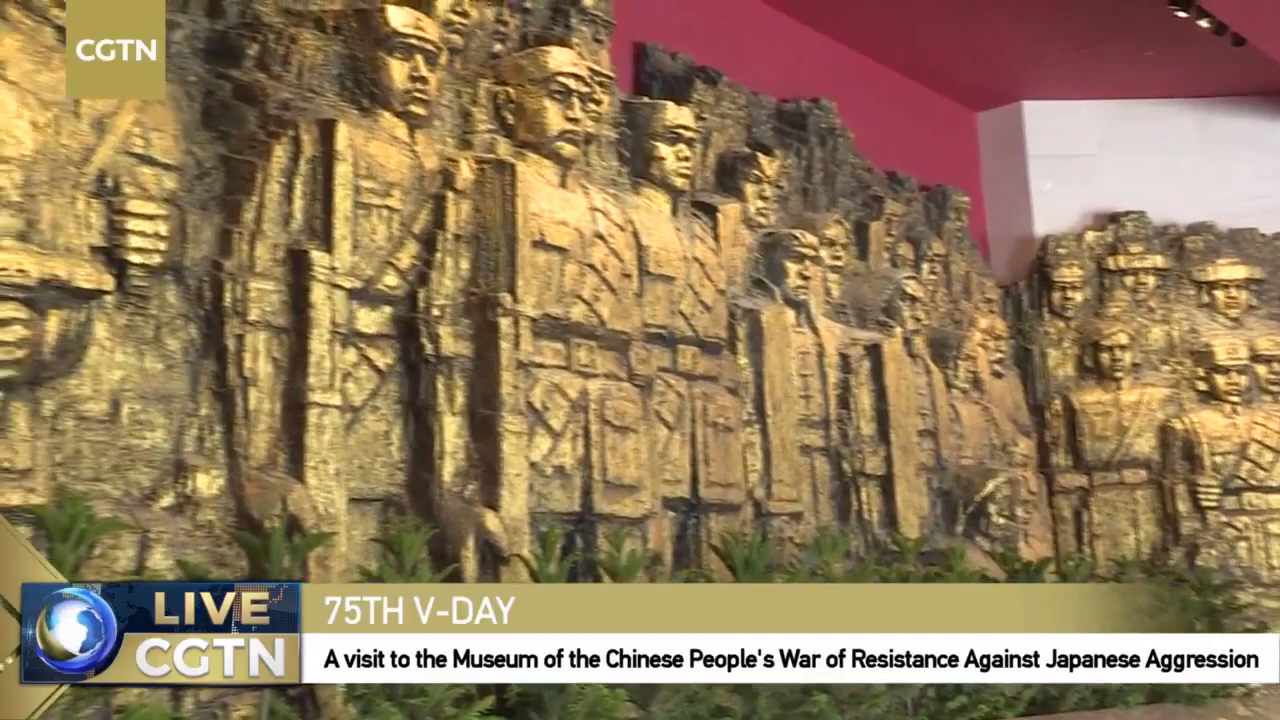 CGTN
LIVE
CGTN
75TH V-DAY
A visit to the Museum of the Chinese People's War of Resistance Against Japanese Aggression